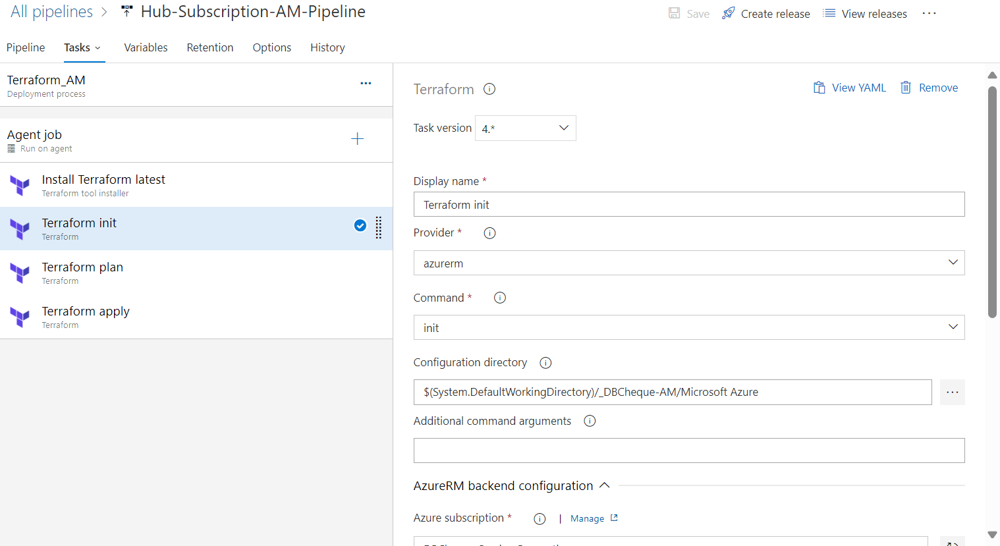 All pipelines > Hub-Subscription-AM-Pipeline
Save Create release View releases ...
Pipeline Tasks Variables Retention Options History
Terraform_AM
Deployment process
Agent job
Run on agent
Install Terraform latest
Terraform tool installer
Terraform init
Terraform
Terraform plan
Terraform
Terraform apply
Terraform
Terraform
View YAML Remove
Task version 4.*
Display name *
Terraform init
Provider *
azurerm
Command *
init
Configuration directory
$(System.DefaultWorkingDirectory)/_DBCheque-AM/Microsoft Azure
Additional command arguments
AzureRM backend configuration
Azure subscription * | Manage